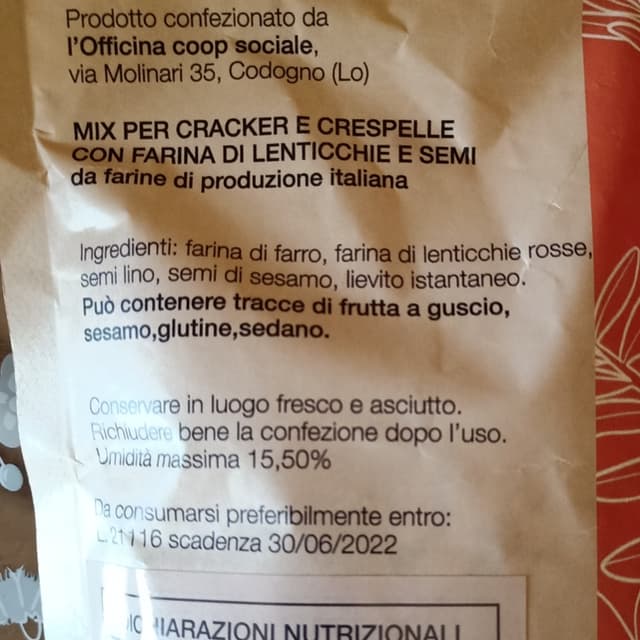 Prodotto confezionato da
l'Officina coop sociale,
via Molinari 35, Codogno (Lo)
MIX PER CRACKER E CRESPELLE
CON FARINA DI LENTICCHIE E SEMI
da farine di produzione italiana
Ingredienti: farina di farro, farina di lenticchie rosse,
semi lino, semi di sesamo, lievito istantaneo.
Può contenere tracce di frutta a guscio,
sesamo,glutine,sedano.
Conservare in luogo fresco e asciutto.
Richiudere bene la confezione dopo l'uso.
Umidità massima 15,50%
Da consumarsi preferibilmente entro:
L.21116 scadenza 30/06/2022
DICHIARAZIONI NUTRIZIONALI